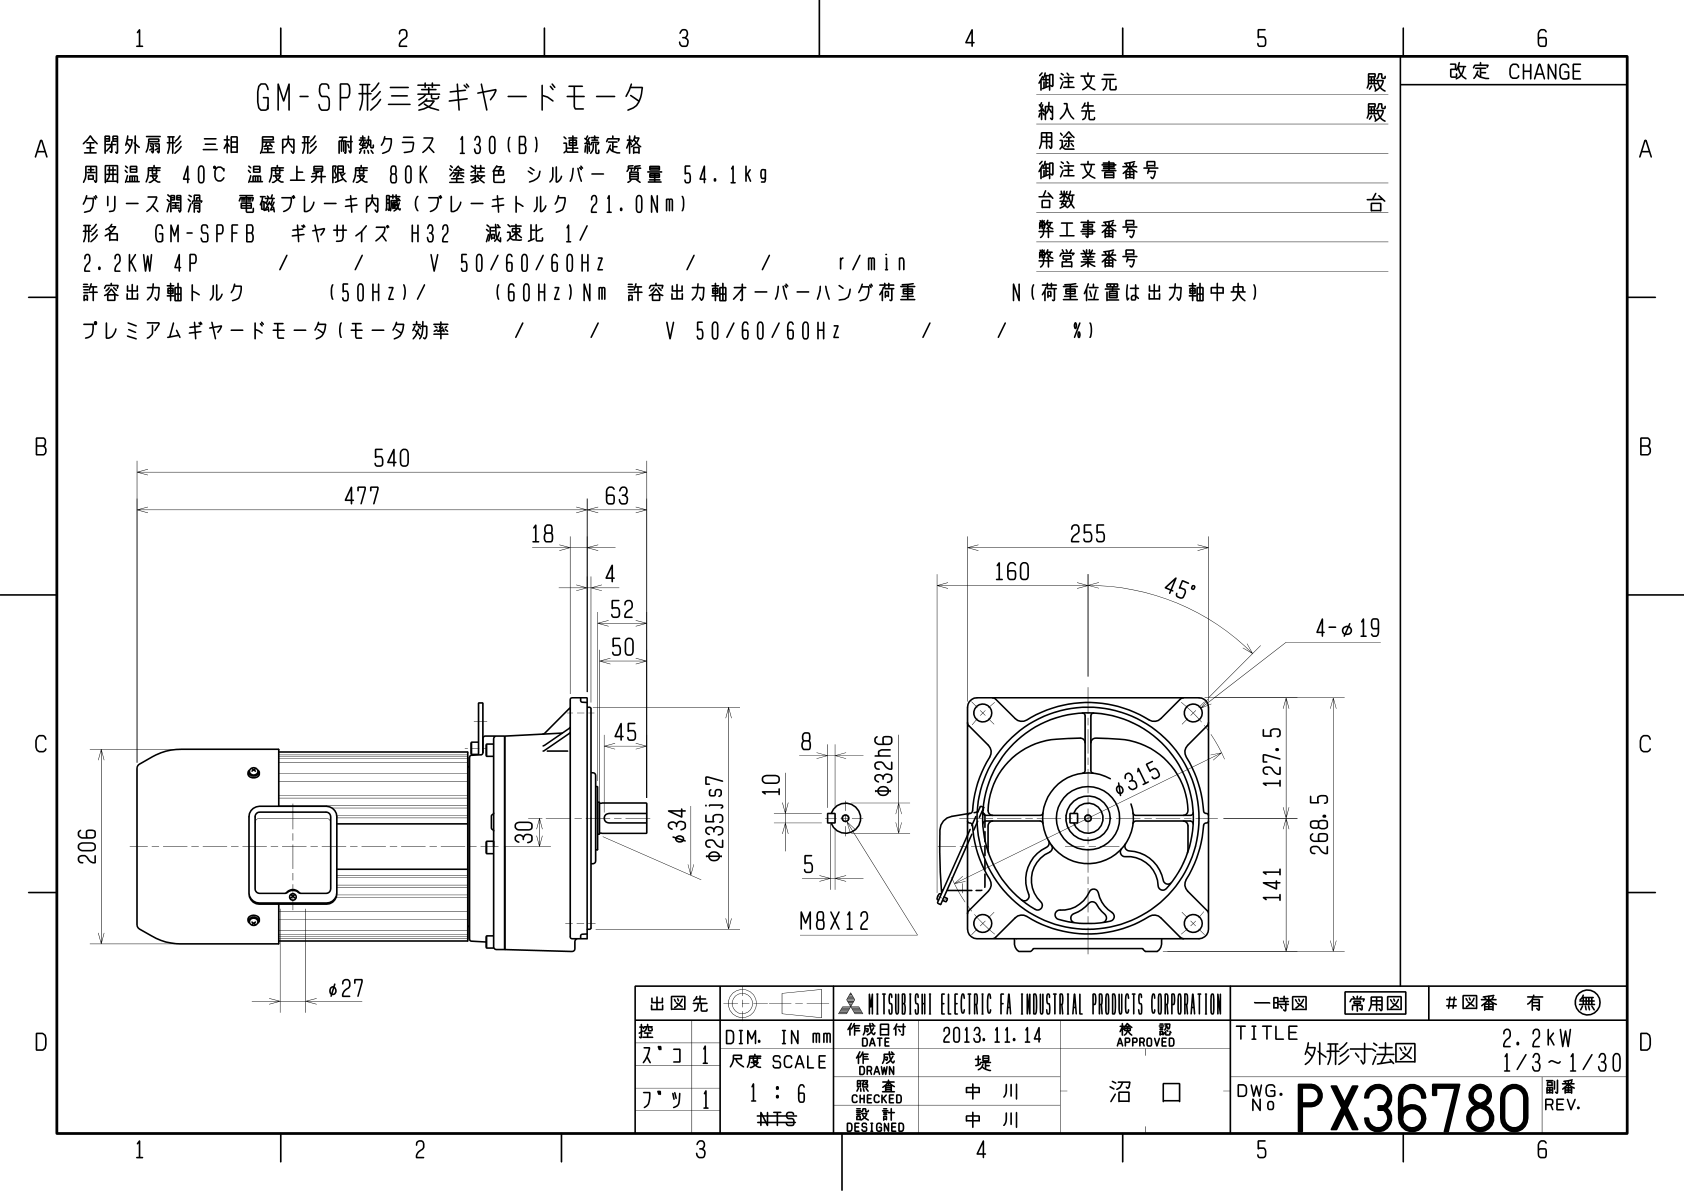 1 2 3 4 5 6
改定 CHANGE
GM-SP形三菱ギヤードモータ
全閉外扇形 三相 屋内形 耐熱クラス 130(B) 連続定格
周囲温度 40℃ 温度上昇限度 80K 塗装色 シルバー 質量 54.1kg
グリース潤滑 電磁ブレーキ内臓(ブレーキトルク 21.0Nm)
形名 GM-SPFB ギヤサイズ H32 減速比 1/
2.2KW 4P / / V 50/60/60Hz / / r/min
許容出力軸トルク (50Hz)/ (60Hz)Nm 許容出力軸オーバーハング荷重 N(荷重位置は出力軸中央)
プレミアムギヤードモータ(モータ効率 / / V 50/60/60Hz / / %)
御注文元 殿
納入先 殿
用途
御注文書番号
台数 台
弊工事番号
弊営業番号
A A
B B
C C
D D
540
477 63
18
4
52
50
45
206
30
φ34
Φ235js7
φ27
8
10
5
Φ32h6
M8X12
255
160
45°
4-φ19
φ315
127.5
141
268.5
出図先
控
ズコ 1
ブツ 1
DIM. IN mm
尺度 SCALE
1 : 6
NTS
MITSUBISHI ELECTRIC FA INDUSTRIAL PRODUCTS CORPORATION
作成日付 DATE 2013.11.14
作成 DRAWN 堤
照査 CHECKED 中川
設計 DESIGNED 中川
検認 APPROVED
沼口
一時図 常用図 #図番 有 無
TITLE
外形寸法図
2.2kW
1/3~1/30
DWG. No
PX36780
副番 REV.
1 2 3 4 5 6